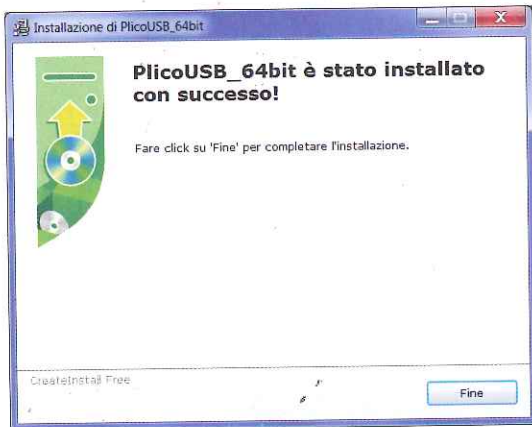 Installazione di PlicoUSB_64bit
PlicoUSB_64bit è stato installato
con successo!
Fare click su 'Fine' per completare l'installazione.
CreateInstall Free
Fine